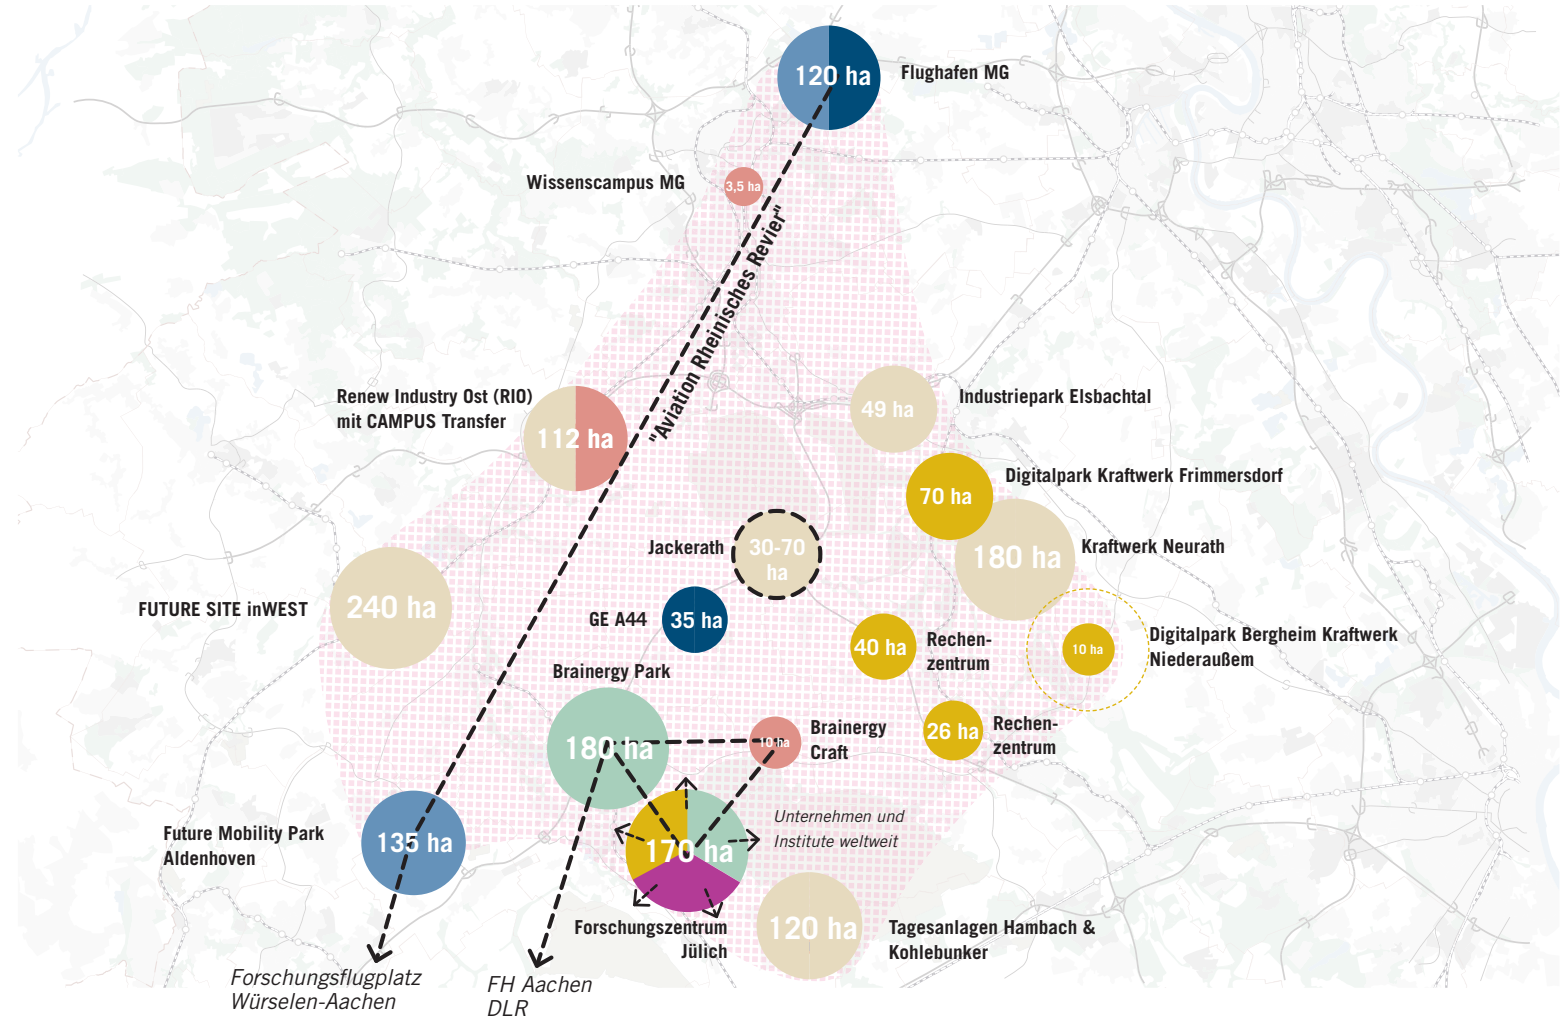 120 ha
Flughafen MG
Wissenscampus MG
3,5 ha
"Aviation Rheinisches Revier"
Renew Industry Ost (RIO)
mit CAMPUS Transfer
112 ha
49 ha
Industriepark Elsbachtal
Digitalpark Kraftwerk Frimmersdorf
70 ha
Jackerath
30-70
ha
180 ha
Kraftwerk Neurath
FUTURE SITE inWEST
240 ha
GE A44
35 ha
40 ha
Rechen-
zentrum
10 ha
Digitalpark Bergheim Kraftwerk
Niederaußem
Brainergy Park
180 ha
10 ha
Brainergy
Craft
26 ha
Rechen-
zentrum
Future Mobility Park
Aldenhoven
135 ha
170 ha
Unternehmen und
Institute weltweit
Forschungszentrum
Jülich
120 ha
Tagesanlagen Hambach &
Kohlebunker
Forschungsflugplatz
Würselen-Aachen
FH Aachen
DLR